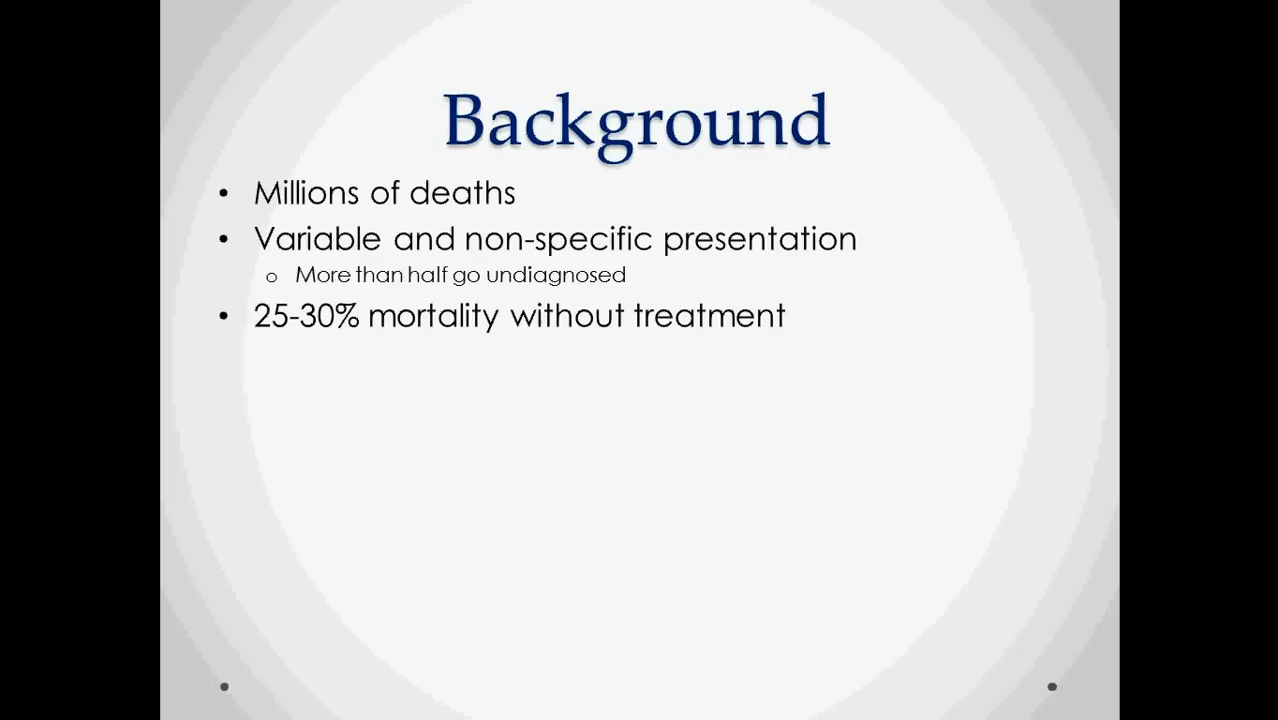 Background
• Millions of deaths
• Variable and non-specific presentation
o More than half go undiagnosed
• 25-30% mortality without treatment